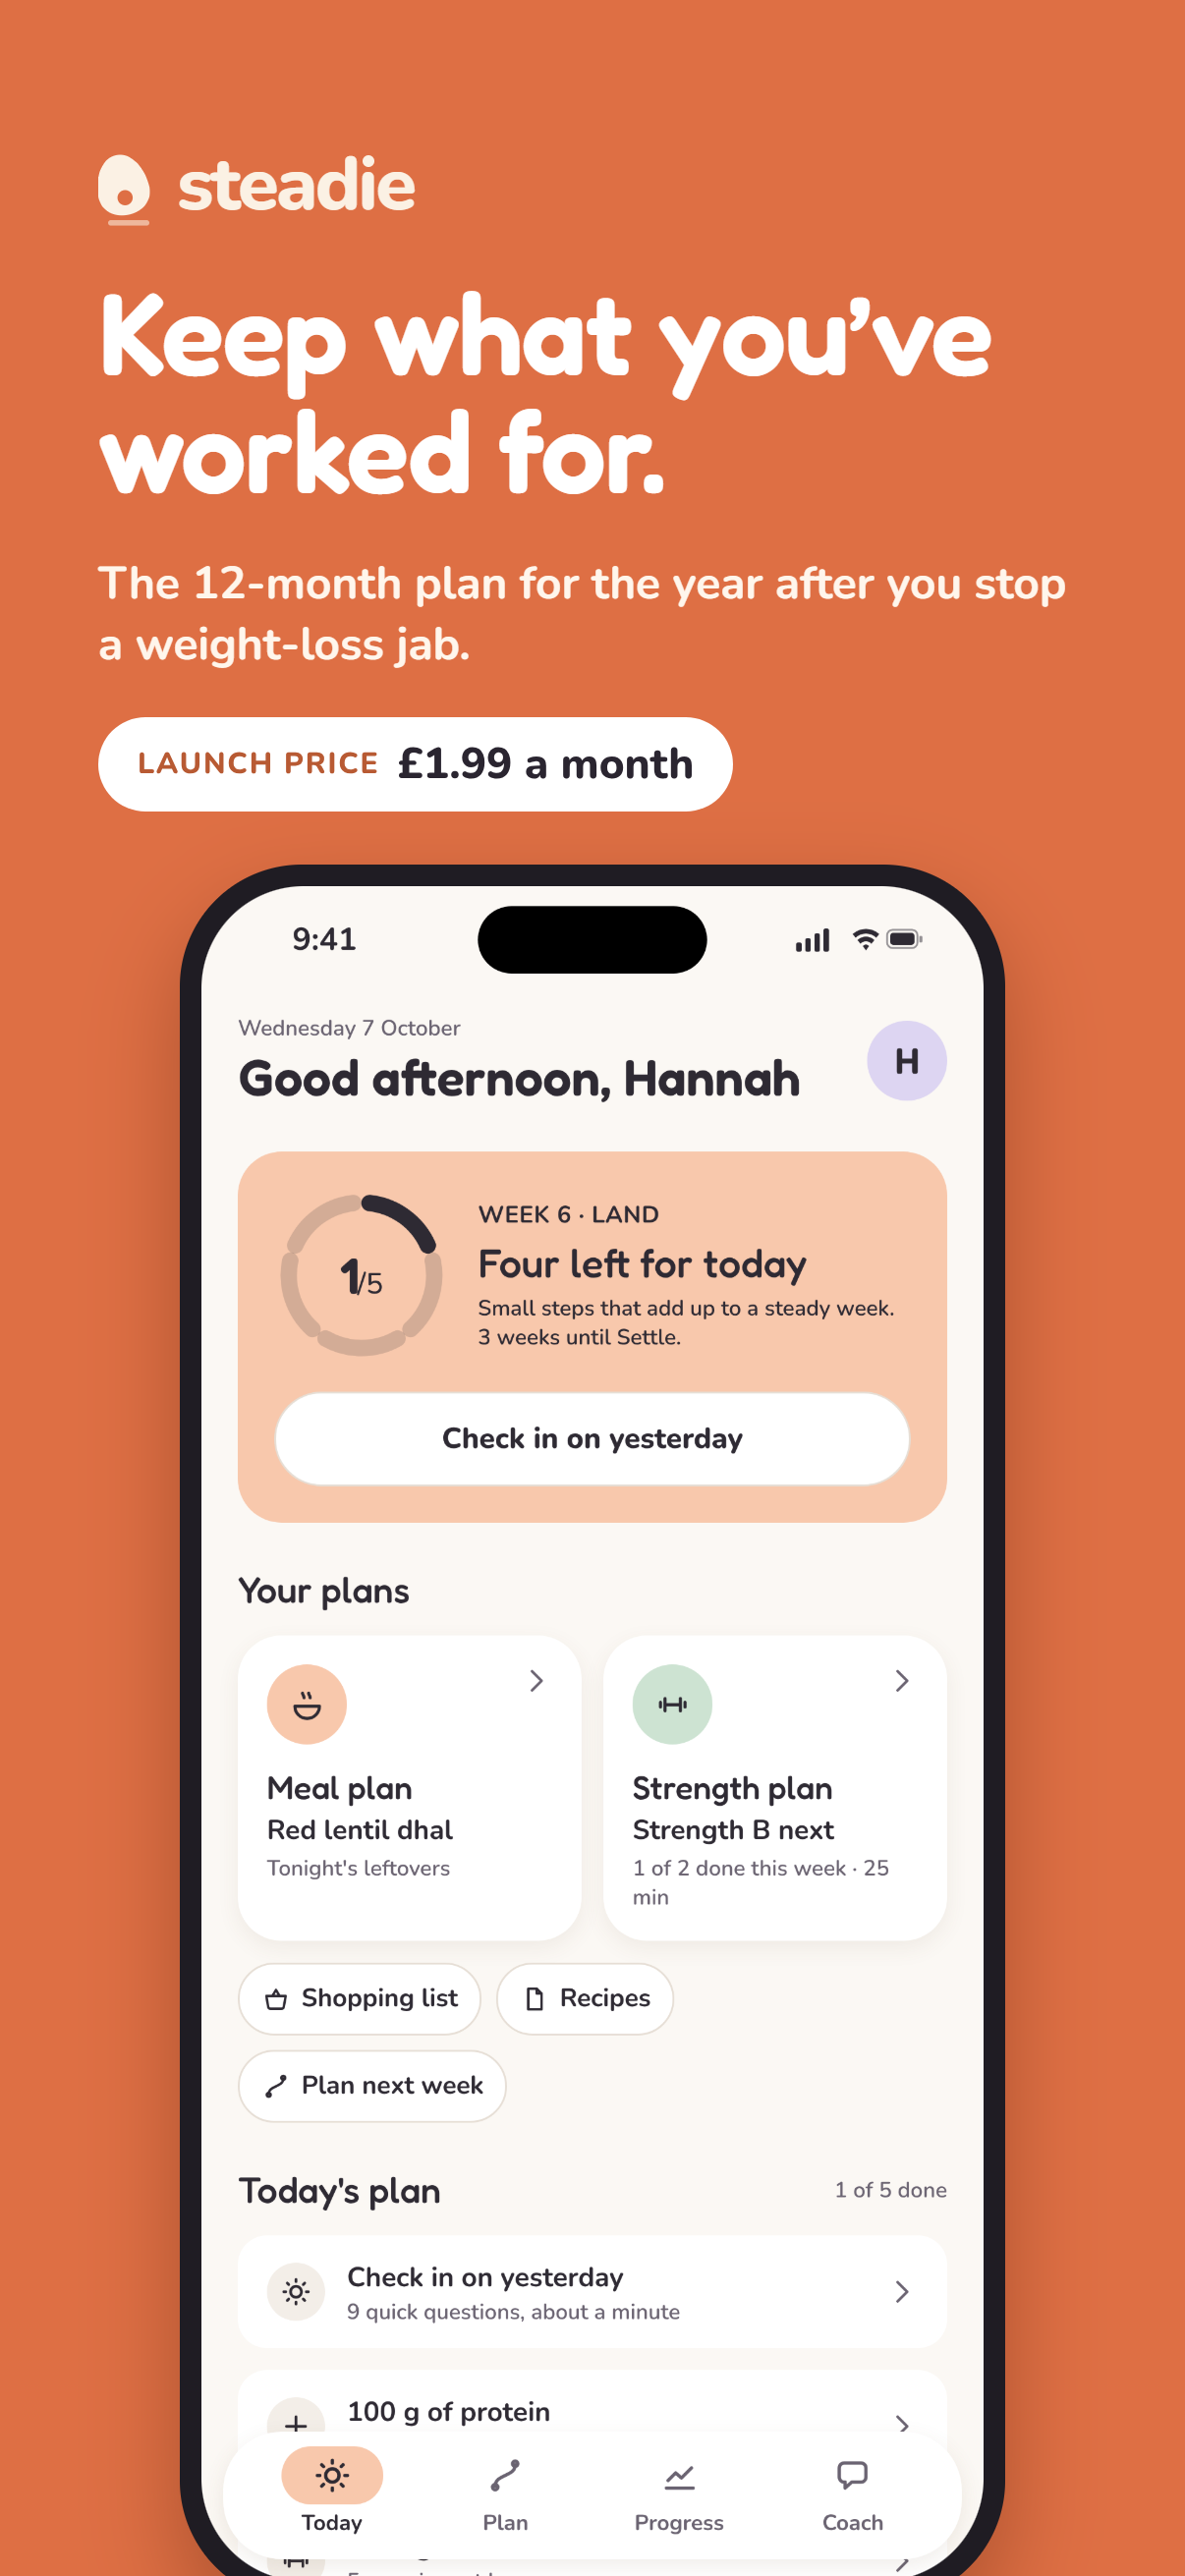 steadie
Keep what you’ve
worked for.
The 12-month plan for the year after you stop
a weight-loss jab.
LAUNCH PRICE £1.99 a month
9:41
Wednesday 7 October
Good afternoon, Hannah
H
WEEK 6 · LAND
1/5
Four left for today
Small steps that add up to a steady week.
3 weeks until Settle.
Check in on yesterday
Your plans
Meal plan
Red lentil dhal
Tonight's leftovers
Strength plan
Strength B next
1 of 2 done this week · 25
min
Shopping list
Recipes
Plan next week
Today's plan
1 of 5 done
Check in on yesterday
9 quick questions, about a minute
100 g of protein
Today
Plan
Progress
Coach